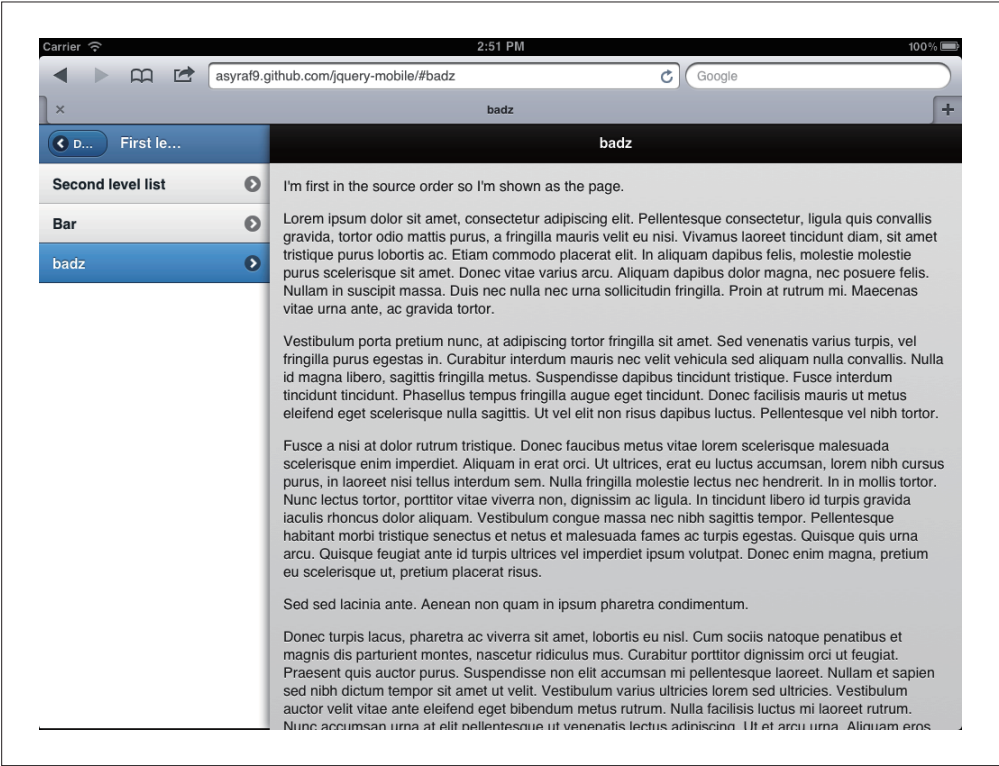 Carrier
2:51 PM
100%
asyraf9.github.com/jquery-mobile/#badz
Google
badz
D...
First le...
badz
Second level list
Bar
badz
I'm first in the source order so I'm shown as the page.
Lorem ipsum dolor sit amet, consectetur adipiscing elit. Pellentesque consectetur, ligula quis convallis
gravida, tortor odio mattis purus, a fringilla mauris velit eu nisi. Vivamus laoreet tincidunt diam, sit amet
tristique purus lobortis ac. Etiam commodo placerat elit. In aliquam dapibus felis, molestie molestie
purus scelerisque sit amet. Donec vitae varius arcu. Aliquam dapibus dolor magna, nec posuere felis.
Nullam in suscipit massa. Duis nec nulla nec urna sollicitudin fringilla. Proin at rutrum mi. Maecenas
vitae urna ante, ac gravida tortor.
Vestibulum porta pretium nunc, at adipiscing tortor fringilla sit amet. Sed venenatis varius turpis, vel
fringilla purus egestas in. Curabitur interdum mauris nec velit vehicula sed aliquam nulla convallis. Nulla
id magna libero, sagittis fringilla metus. Suspendisse dapibus tincidunt tristique. Fusce interdum
tincidunt tincidunt. Phasellus tempus fringilla augue eget tincidunt. Donec facilisis mauris ut metus
eleifend eget scelerisque nulla sagittis. Ut vel elit non risus dapibus luctus. Pellentesque vel nibh tortor.
Fusce a nisi at dolor rutrum tristique. Donec faucibus metus vitae lorem scelerisque malesuada
scelerisque enim imperdiet. Aliquam in erat orci. Ut ultrices, erat eu luctus accumsan, lorem nibh cursus
purus, in laoreet nisi tellus interdum sem. Nulla fringilla molestie lectus nec hendrerit. In in mollis tortor.
Nunc lectus tortor, porttitor vitae viverra non, dignissim ac ligula. In tincidunt libero id turpis gravida
iaculis rhoncus dolor aliquam. Vestibulum congue massa nec nibh sagittis tempor. Pellentesque
habitant morbi tristique senectus et netus et malesuada fames ac turpis egestas. Quisque quis urna
arcu. Quisque feugiat ante id turpis ultrices vel imperdiet ipsum volutpat. Donec enim magna, pretium
eu scelerisque ut, pretium placerat risus.
Sed sed lacinia ante. Aenean non quam in ipsum pharetra condimentum.
Donec turpis lacus, pharetra ac viverra sit amet, lobortis eu nisl. Cum sociis natoque penatibus et
magnis dis parturient montes, nascetur ridiculus mus. Curabitur porttitor dignissim orci ut feugiat.
Praesent quis auctor purus. Suspendisse non elit accumsan mi pellentesque laoreet. Nullam et sapien
sed nibh dictum tempor sit amet ut velit. Vestibulum varius ultricies lorem sed ultricies. Vestibulum
auctor velit vitae ante eleifend eget bibendum metus rutrum. Nulla facilisis luctus mi laoreet rutrum.
Nunc accumsan urna at elit pellentesque ut venenatis lectus adipiscing. Ut et arcu urna. Aliquam eros